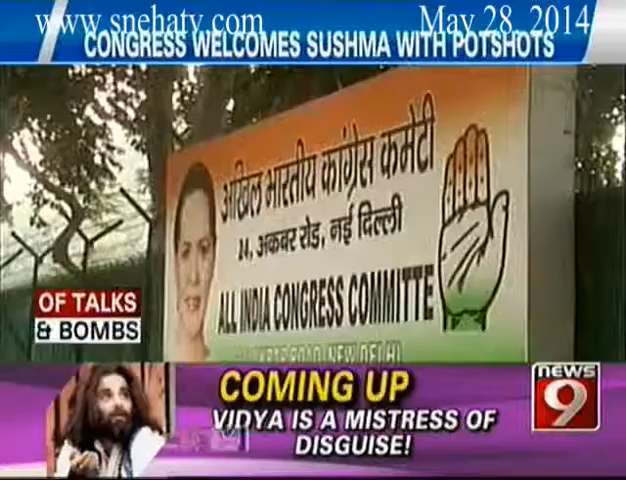 www.snehatv.com
May 28, 2014
CONGRESS WELCOMES SUSHMA WITH POTSHOTS
अखिल भारतीय कांग्रेस कमेटी
24, अकबर रोड, नई दिल्ली
ALL INDIA CONGRESS COMMITTE
ROAD NEW DELHI
OF TALKS
& BOMBS
COMING UP
VIDYA IS A MISTRESS OF
DISGUISE!
NEWS
9